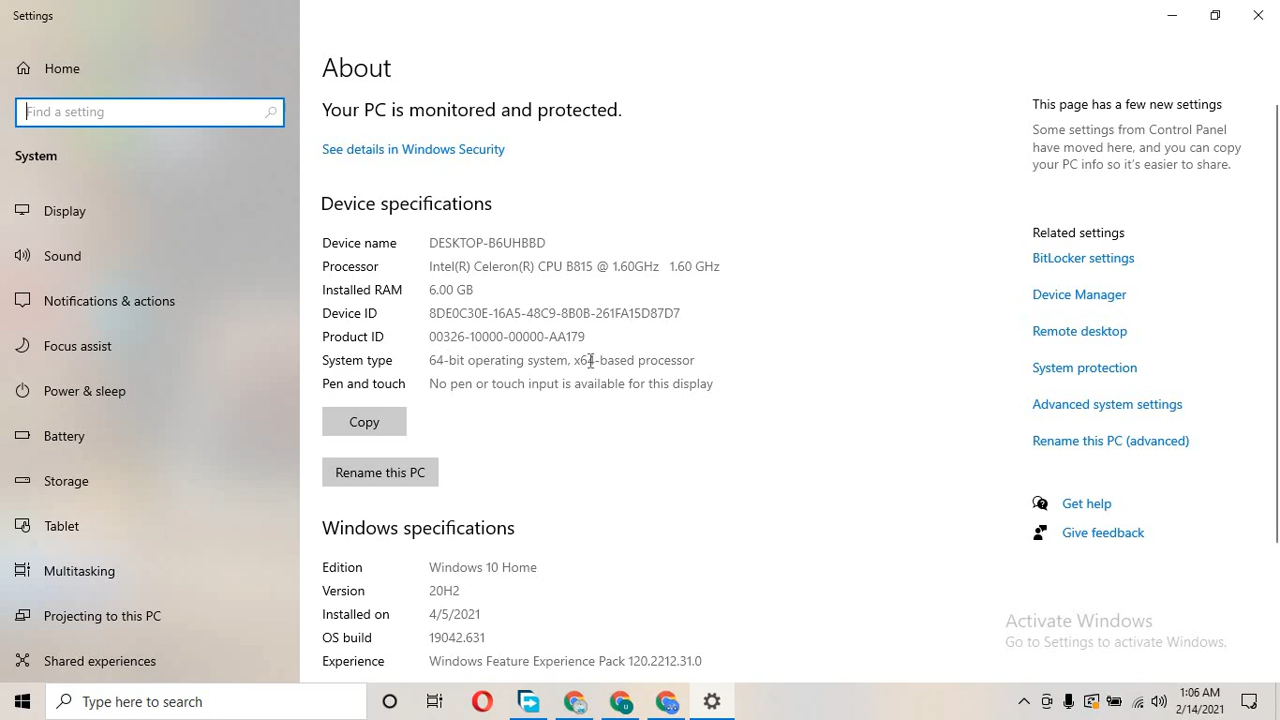 Settings
Home
Find a setting
System
Display
Sound
Notifications & actions
Focus assist
Power & sleep
Battery
Storage
Tablet
Multitasking
Projecting to this PC
Shared experiences
About
Your PC is monitored and protected.
See details in Windows Security
Device specifications
Device name DESKTOP-B6UHBBD
Processor Intel(R) Celeron(R) CPU B815 @ 1.60GHz 1.60 GHz
Installed RAM 6.00 GB
Device ID 8DE0C30E-16A5-48C9-8B0B-261FA15D87D7
Product ID 00326-10000-00000-AA179
System type 64-bit operating system, x64-based processor
Pen and touch No pen or touch input is available for this display
Copy
Rename this PC
Windows specifications
Edition Windows 10 Home
Version 20H2
Installed on 4/5/2021
OS build 19042.631
Experience Windows Feature Experience Pack 120.2212.31.0
This page has a few new settings
Some settings from Control Panel
have moved here, and you can copy
your PC info so it's easier to share.
Related settings
BitLocker settings
Device Manager
Remote desktop
System protection
Advanced system settings
Rename this PC (advanced)
Get help
Give feedback
Activate Windows
Go to Settings to activate Windows.
Type here to search
1:06 AM
2/14/2021